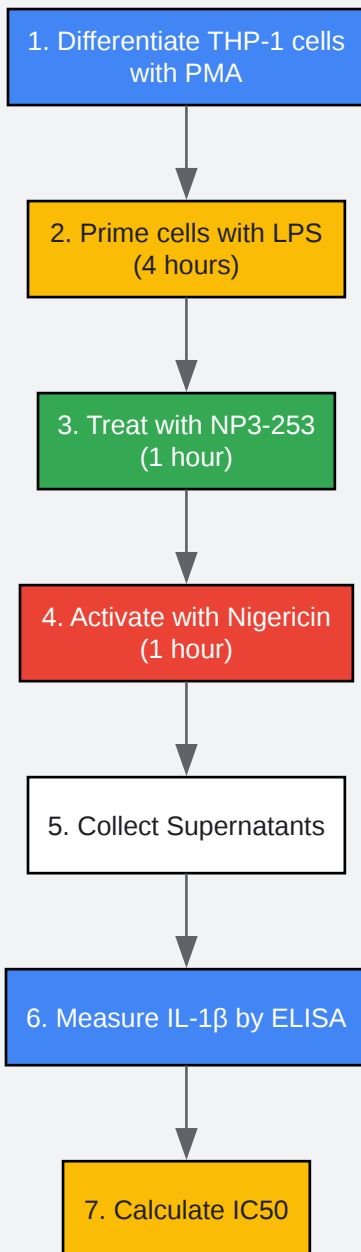 1. Differentiate THP-1 cells
with PMA
2. Prime cells with LPS
(4 hours)
3. Treat with NP3-253
(1 hour)
4. Activate with Nigericin
(1 hour)
5. Collect Supernatants
6. Measure IL-1β by ELISA
7. Calculate IC50